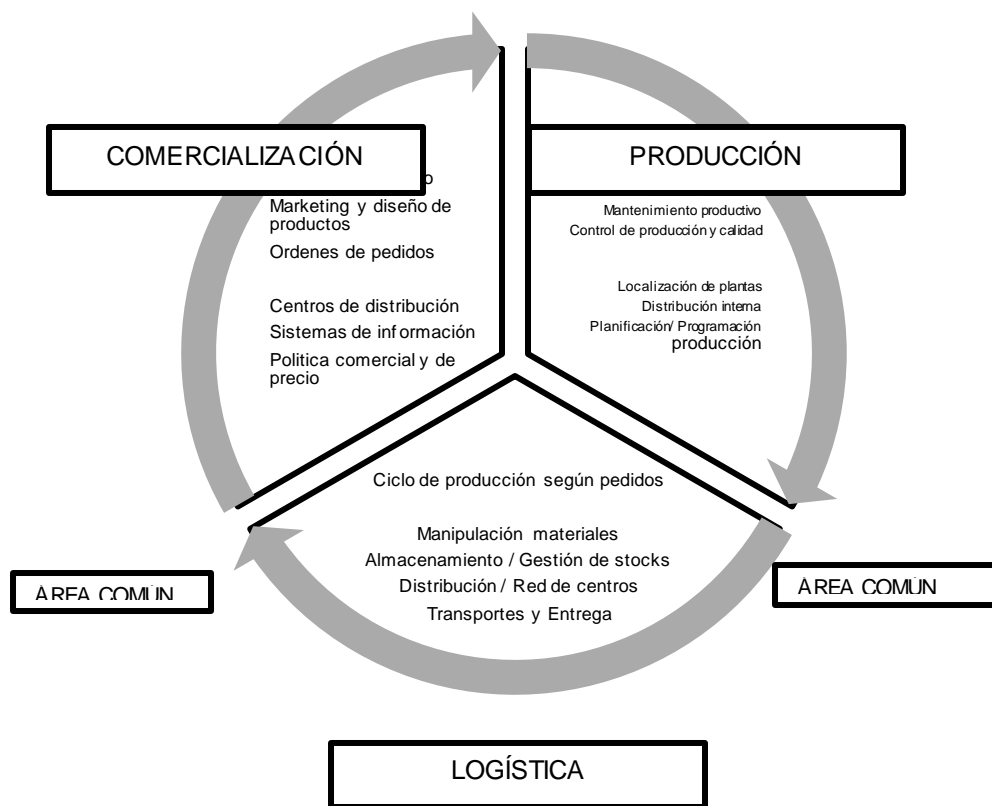 COMERCIALIZACIÓN
Marketing y diseño de
productos
Ordenes de pedidos
Centros de distribución
Sistemas de información
Politica comercial y de
precio
PRODUCCIÓN
Mantenimiento productivo
Control de producción y calidad
Localización de plantas
Distribución interna
Planificación/ Programación
producción
Ciclo de producción según pedidos
Manipulación materiales
Almacenamiento / Gestión de stocks
Distribución / Red de centros
Transportes y Entrega
ÁREA COMÚN
ÁREA COMÚN
LOGÍSTICA